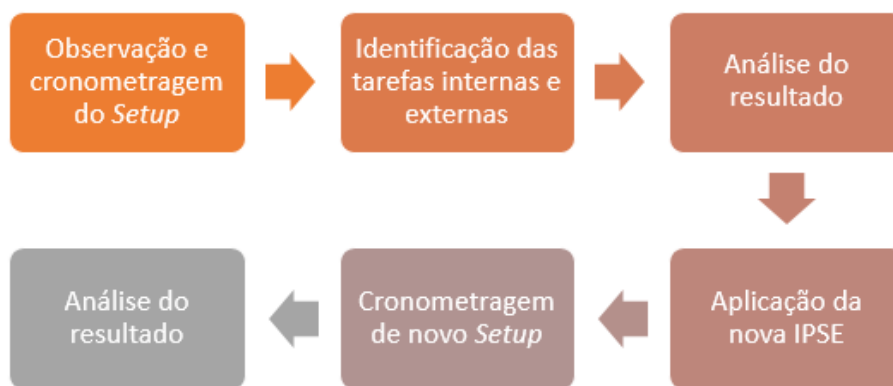 Observação e
cronometragem
do Setup
Identificação das
tarefas internas e
externas
Análise do
resultado
Aplicação da
nova IPSE
Cronometragem
de novo Setup
Análise do
resultado